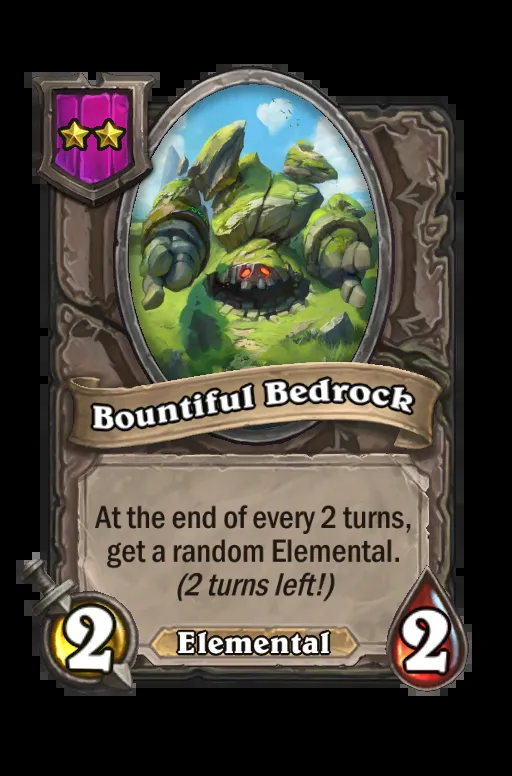 Bountiful Bedrock
At the end of every 2 turns,
get a random Elemental.
(2 turns left!)
2
Elemental
2